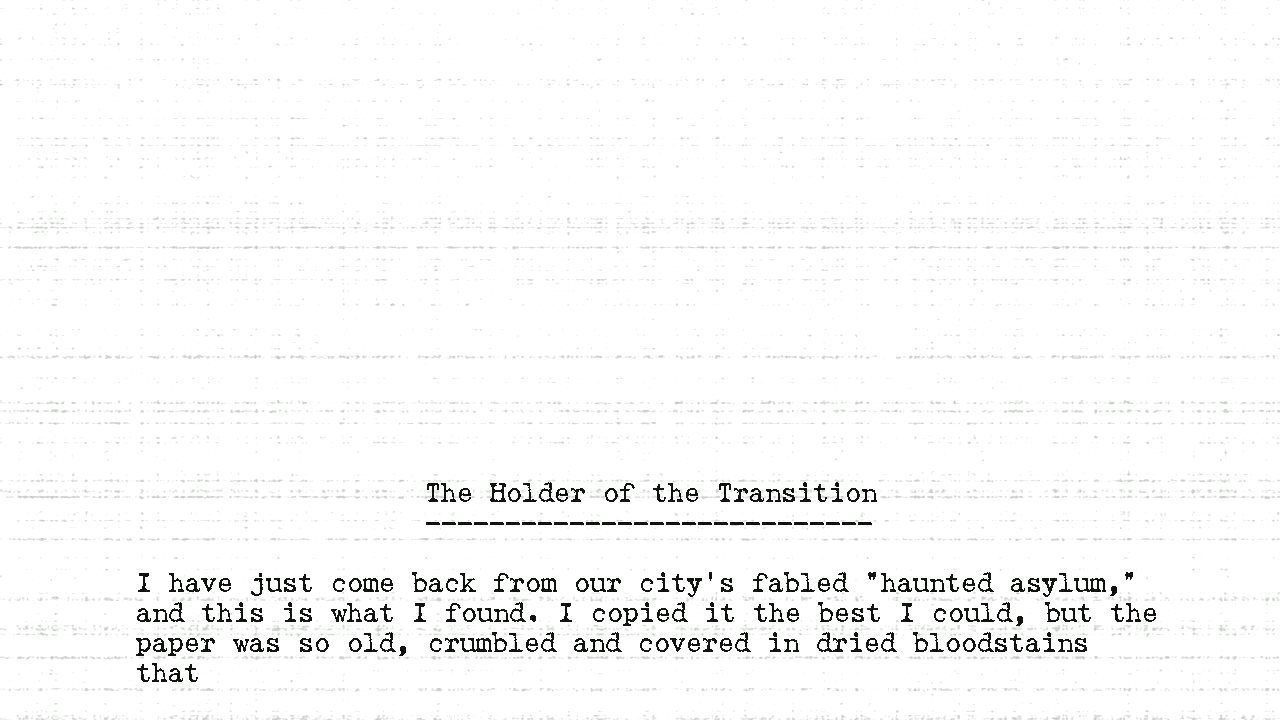 The Holder of the Transition
----------------------------
I have just come back from our city's fabled "haunted asylum,"
and this is what I found. I copied it the best I could, but the
paper was so old, crumbled and covered in dried bloodstains
that